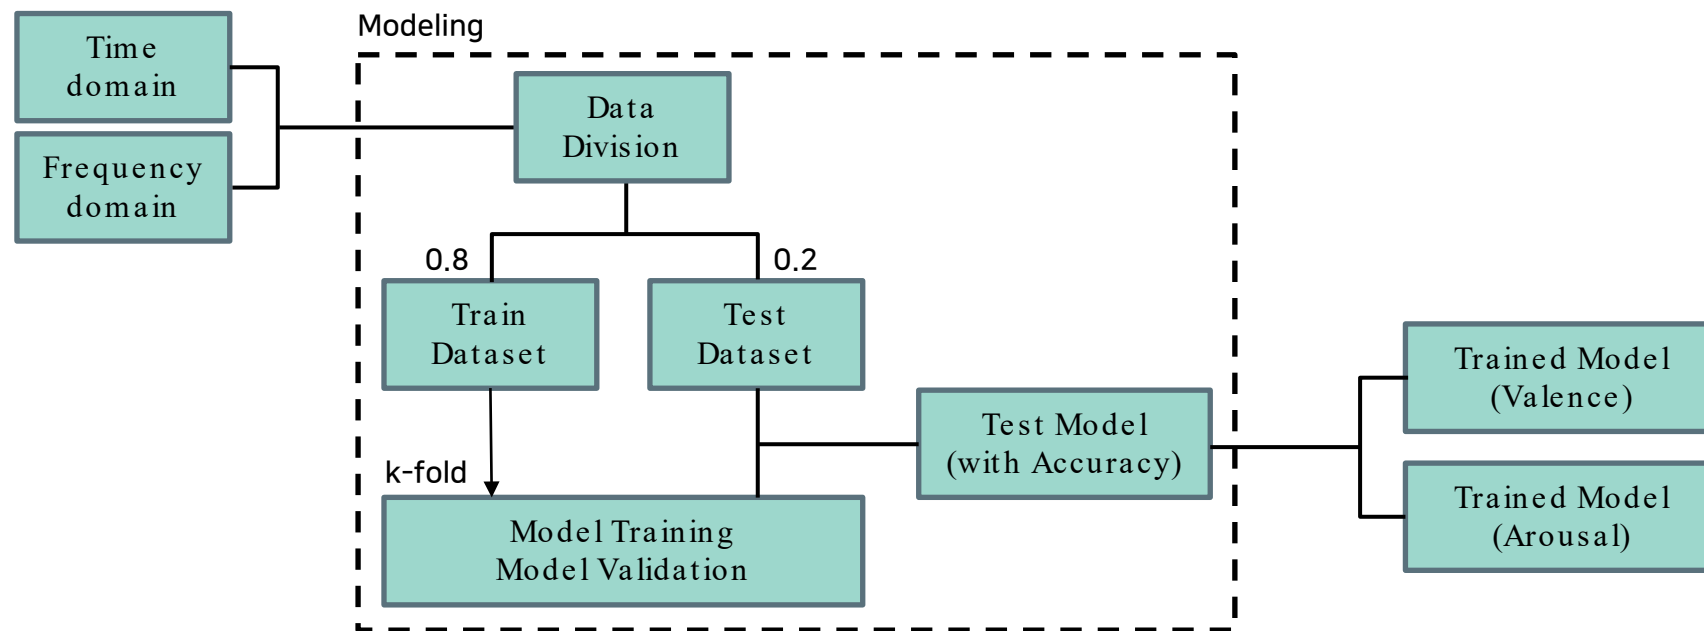 Modeling
Time
domain
Frequency
domain
Data
Division
0.8
0.2
Train
Dataset
Test
Dataset
k-fold
Model Training
Model Validation
Test Model
(with Accuracy)
Trained Model
(Valence)
Trained Model
(Arousal)